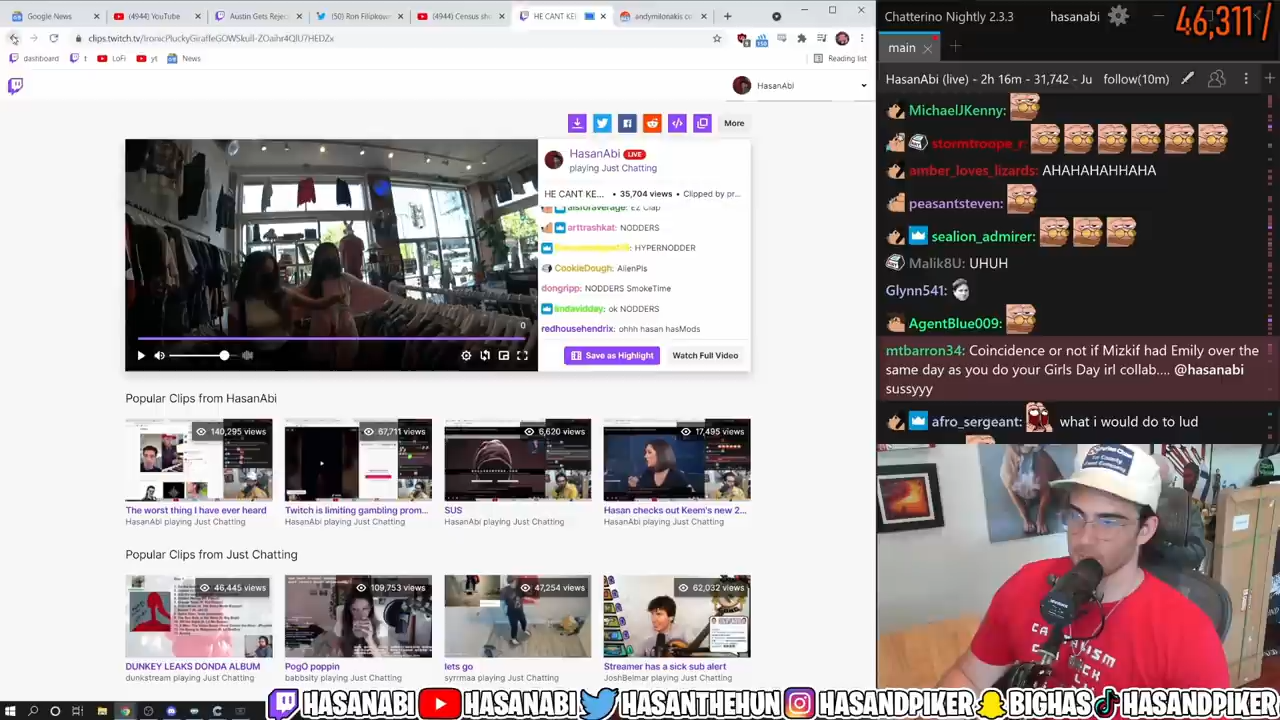 Google News
(4944) YouTube
Austin Gets Reje
(50) Ron Filipkow
(4944) Census sh
HE CANT KE
andymilonakis co
dashboard
t
LoFi
yt
News
Reading list
HasanAbi
More
HasanAbi LIVE
playing Just Chatting
HE CANT KE... • 35,704 views • Clipped by pr...
arttrashkat: NODDERS
HYPERNODDER
CookieDough: AlienPls
dongripp: NODDERS SmokeTime
andavidday: ok NODDERS
redhousehendrix: ohhh hasan hasMods
0
Save as Highlight
Watch Full Video
Popular Clips from HasanAbi
140,295 views
67,711 views
6,620 views
17,495 views
The worst thing I have ever heard
Twitch is limiting gambling prom...
SUS
Hasan checks out Keem's new 2...
HasanAbi playing Just Chatting
HasanAbi playing Just Chatting
HasanAbi playing Just Chatting
HasanAbi playing Just Chatting
Popular Clips from Just Chatting
46,445 views
109,753 views
47,254 views
62,032 views
DUNKEY LEAKS DONDA ALBUM
PogO poppin
lets go
Streamer has a sick sub alert
dunkstream playing Just Chatting
babbsity playing Just Chatting
syrrmaa playing Just Chatting
JoshBelmar playing Just Chatting
Chatterino Nightly 2.3.3
hasanabi
46,311 /
main
HasanAbi (live) - 2h 16m - 31,742 - Ju
follow(10m)
MichaelJKenny:
stormtroope_r:
amber_loves_lizards: AHAHAHAHHAHA
peasantsteven:
sealion_admirer:
Malik8U: UHUH
Glynn541:
AgentBlue009:
mtbarron34: Coincidence or not if Mizkif had Emily over the
same day as you do your Girls Day irl collab.... @hasanabi
sussyyy
afro_sergeant: what i would do to lud
HASANABI
HASANABI
HASANTHEHUN
HASANDPIKER
BIGHAS
HASANDPIKER